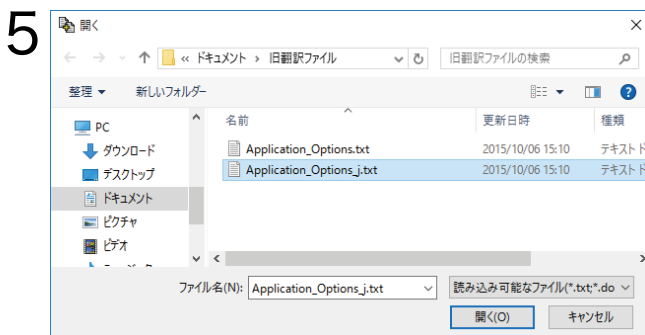 5
開く
« ドキュメント › 旧翻訳ファイル
旧翻訳ファイルの検索
整理
新しいフォルダー
名前
更新日時
種類
PC
ダウンロード
デスクトップ
ドキュメント
ピクチャ
ビデオ
Application_Options.txt
2015/10/06 15:10
テキスト ド
Application_Options_j.txt
2015/10/06 15:10
テキスト ド
ファイル名(N):
Application_Options_j.txt
読み込み可能なファイル(*.txt;*.do
開く(O)
キャンセル